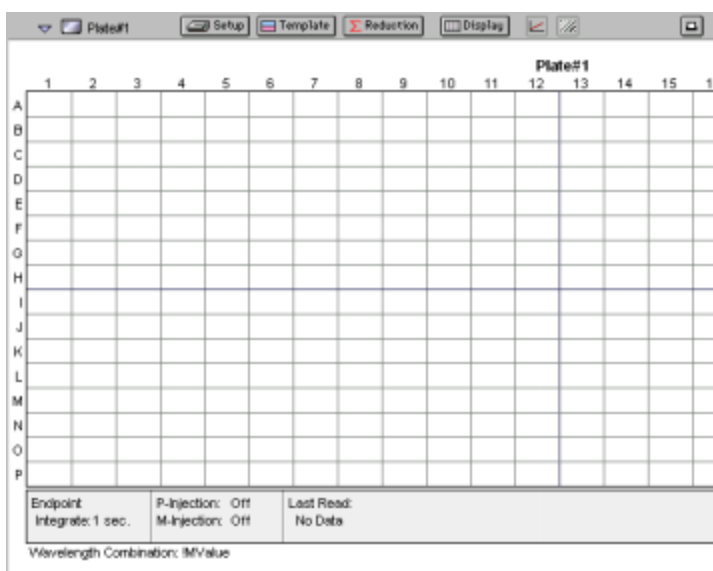 Plate#1 Setup Template Reduction Display
Plate#1
1 2 3 4 5 6 7 8 9 10 11 12 13 14 15 1
A
B
C
D
E
F
G
H
I
J
K
L
M
N
O
P
Endpoint P-Injection: Off Last Read:
Integrate: 1 sec. M-Injection: Off No Data
Wavelength Combination: !MValue